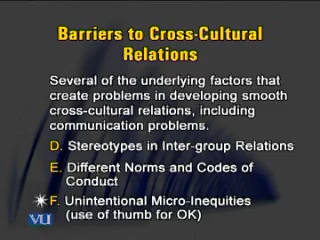 Barriers to Cross-Cultural
Relations
Several of the underlying factors that
create problems in developing smooth
cross-cultural relations, including
communication problems.
D. Stereotypes in Inter-group Relations
E. Different Norms and Codes of
Conduct
F. Unintentional Micro-Inequities
(use of thumb for OK)
VU